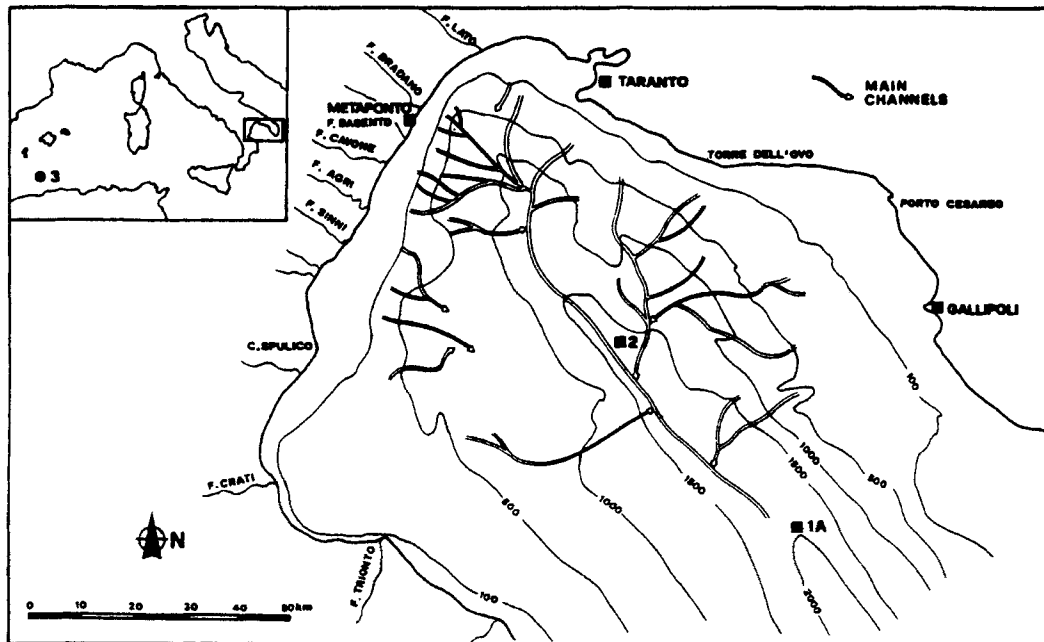 F. LATO
F. BRADANO
METAPONTO
F. BASENTO
F. CAVONE
F. AGRI
F. SINNI
TARANTO
MAIN
CHANNELS
TORRE DELL'OVO
PORTO CESAREO
GALLIPOLI
3
2
C. SPULICO
100
F. CRATI
500
1000
1500
1000
1500
500
1A
2000
N
F. TRIONTO
100
0 10 20 30 40 50 km